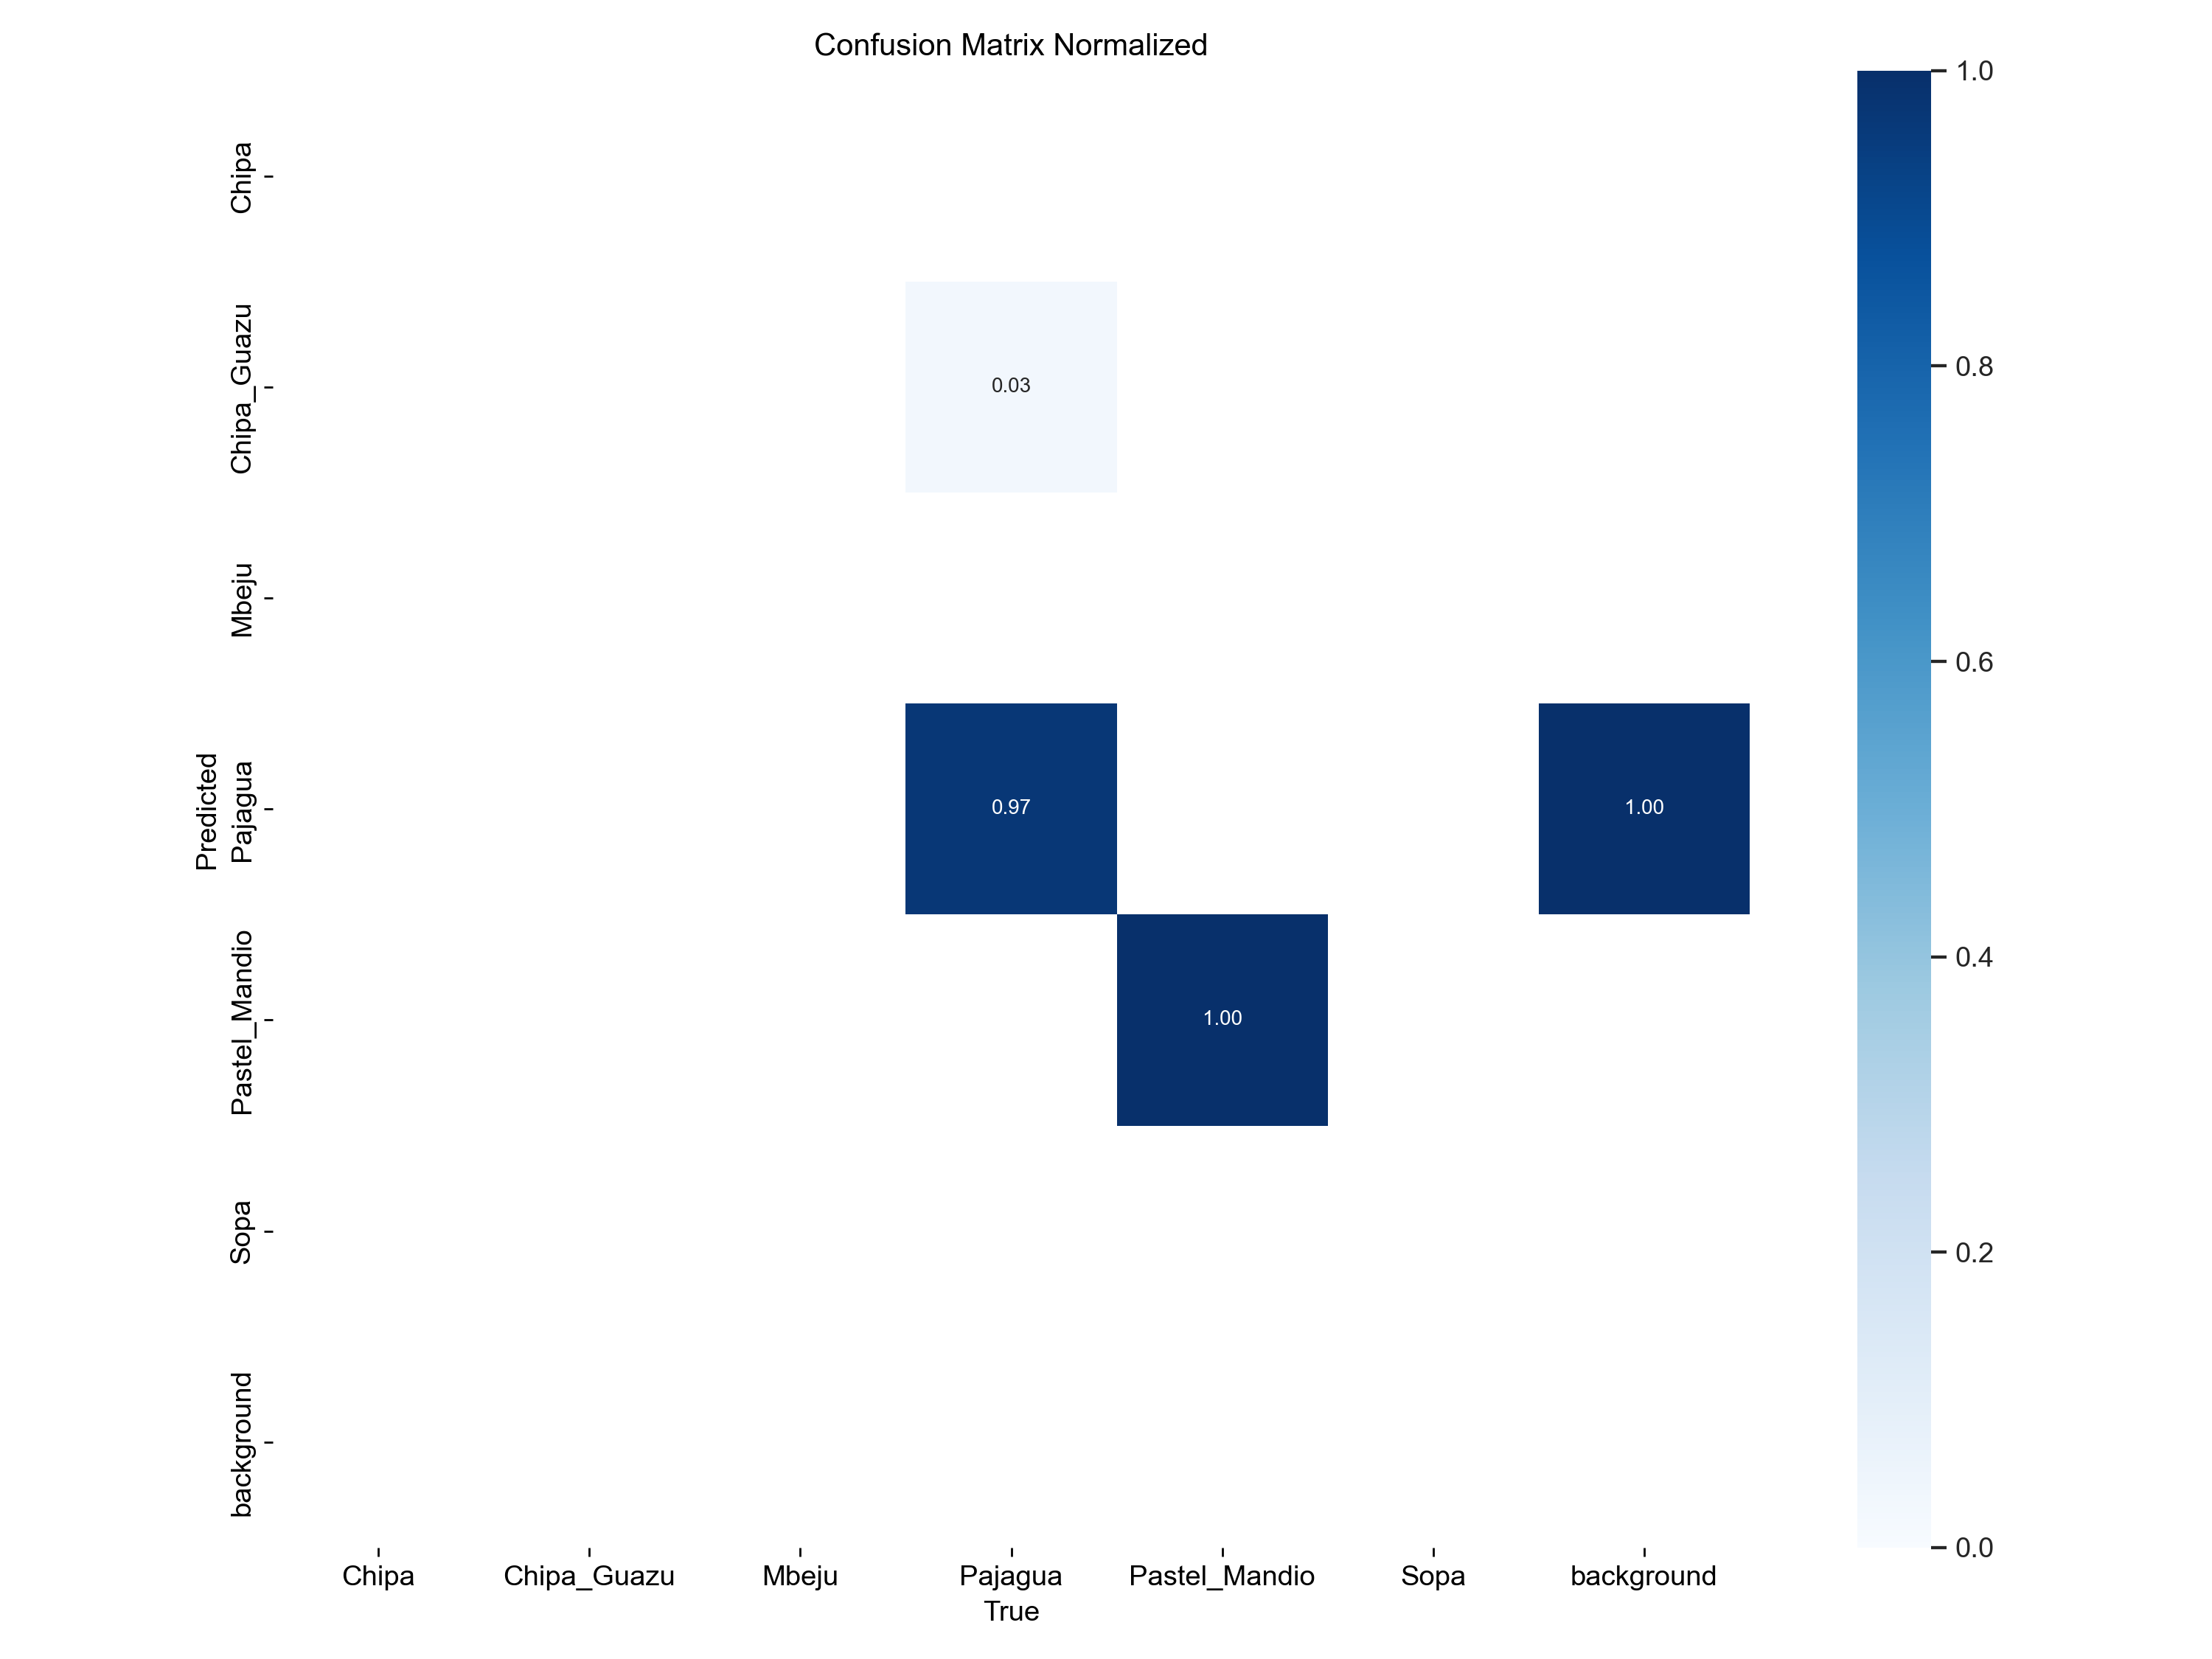 Confusion Matrix Normalized
Chipa
Chipa_Guazu
Mbeju
Pajagua
Pastel_Mandio
Sopa
background
Predicted
0.03
0.97
1.00
1.00
Chipa
Chipa_Guazu
Mbeju
Pajagua
Pastel_Mandio
Sopa
background
True
1.0
0.8
0.6
0.4
0.2
0.0